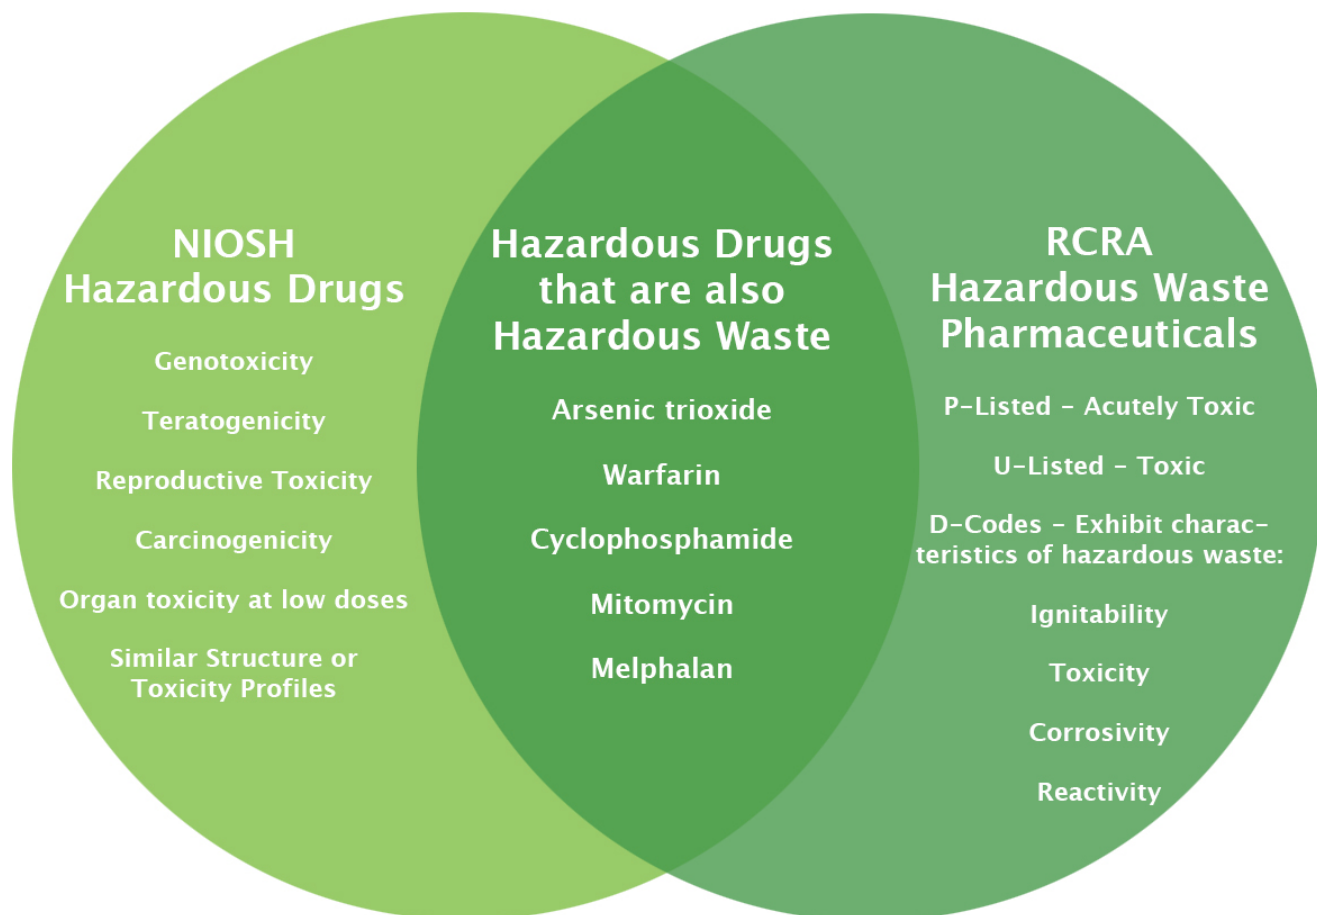 NIOSH
Hazardous Drugs
Genotoxicity
Teratogenicity
Reproductive Toxicity
Carcinogenicity
Organ toxicity at low doses
Similar Structure or
Toxicity Profiles
Hazardous Drugs
that are also
Hazardous Waste
Arsenic trioxide
Warfarin
Cyclophosphamide
Mitomycin
Melphalan
RCRA
Hazardous Waste
Pharmaceuticals
P-Listed – Acutely Toxic
U-Listed – Toxic
D-Codes – Exhibit charac-
teristics of hazardous waste:
Ignitability
Toxicity
Corrosivity
Reactivity